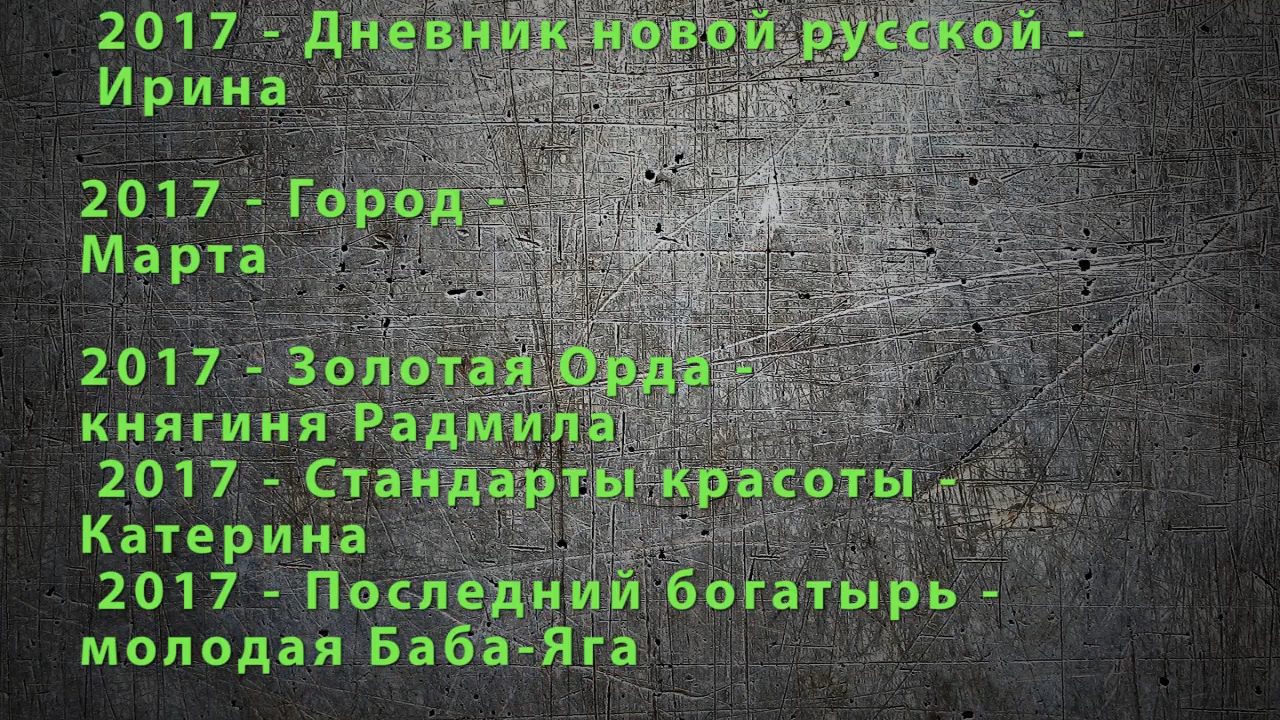 2017 - Дневник новой русской -
Ирина
2017 - Город -
Марта
2017 - Золотая Орда -
княгиня Радмила
2017 - Стандарты красоты -
Катерина
2017 - Последний богатырь -
молодая Баба-Яга